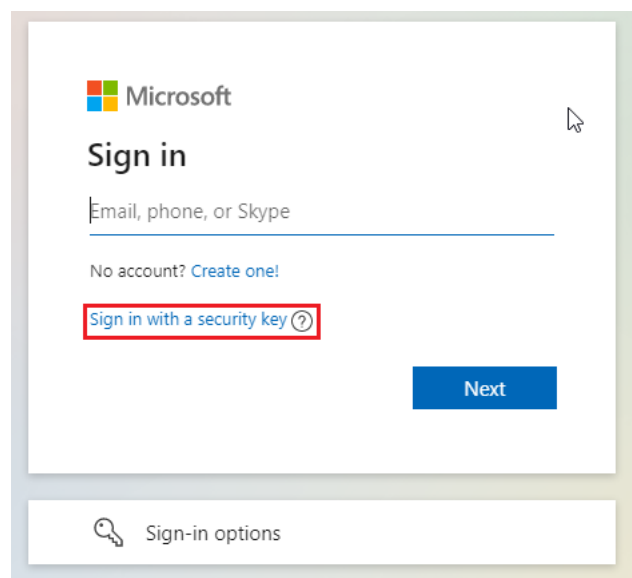 Microsoft
Sign in
Email, phone, or Skype
No account? Create one!
Sign in with a security key ?
Next
Sign-in options